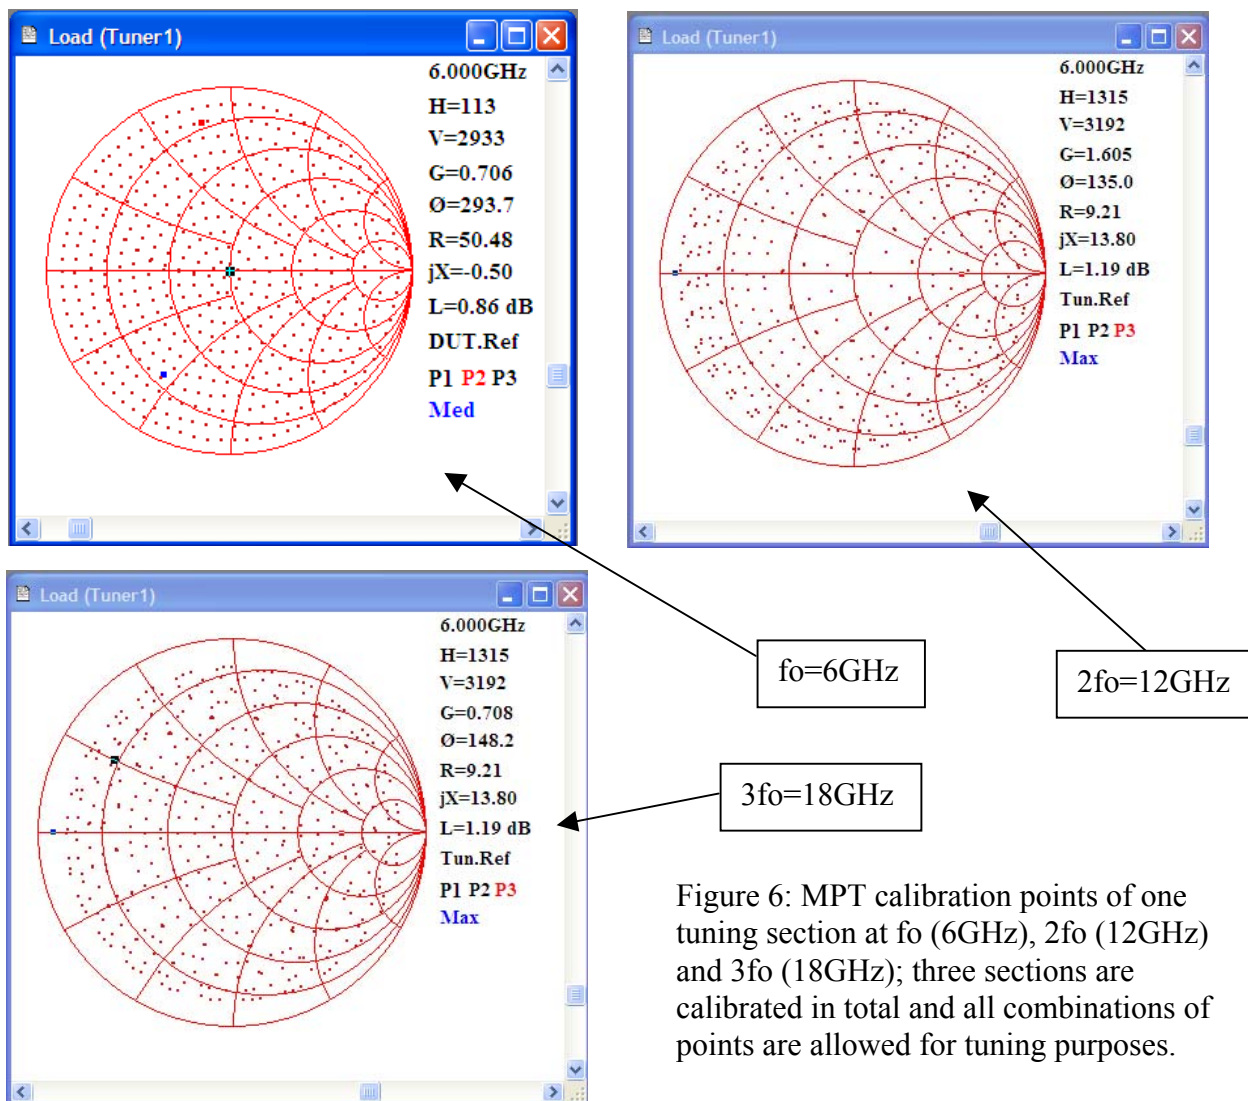 Load (Tuner1)
6.000GHz
H=113
V=2933
G=0.706
Ø=293.7
R=50.48
jX=-0.50
L=0.86 dB
DUT.Ref
P1 P2 P3
Med
Load (Tuner1)
6.000GHz
H=1315
V=3192
G=1.605
Ø=135.0
R=9.21
jX=13.80
L=1.19 dB
Tun.Ref
P1 P2 P3
Max
Load (Tuner1)
6.000GHz
H=1315
V=3192
G=0.708
Ø=148.2
R=9.21
jX=13.80
L=1.19 dB
Tun.Ref
P1 P2 P3
Max
fo=6GHz
2fo=12GHz
3fo=18GHz
Figure 6: MPT calibration points of one
tuning section at fo (6GHz), 2fo (12GHz)
and 3fo (18GHz); three sections are
calibrated in total and all combinations of
points are allowed for tuning purposes.